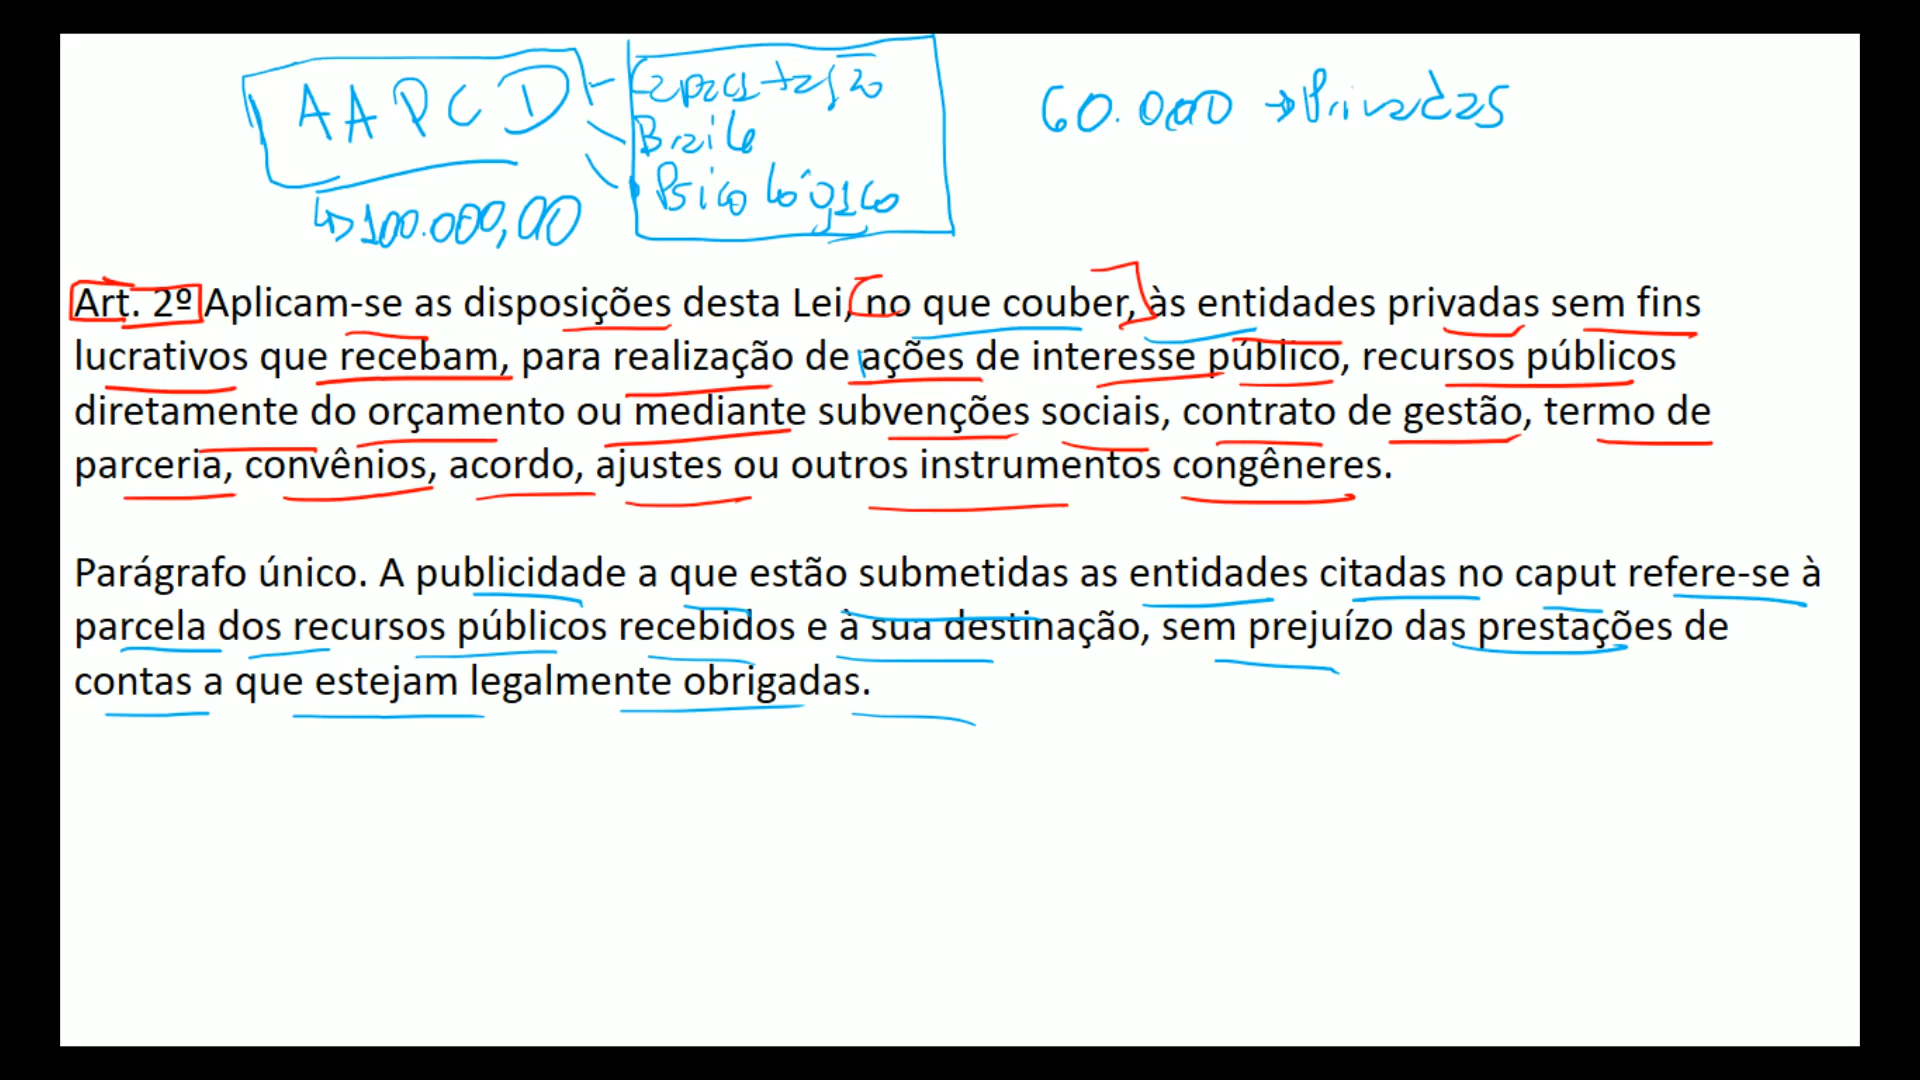 AAPCD
Capacitação
Braile
Psicológico
100.000,00
60.000 → Privadas
Art. 2º Aplicam-se as disposições desta Lei, no que couber, às entidades privadas sem fins
lucrativos que recebam, para realização de ações de interesse público, recursos públicos
diretamente do orçamento ou mediante subvenções sociais, contrato de gestão, termo de
parceria, convênios, acordo, ajustes ou outros instrumentos congêneres.
Parágrafo único. A publicidade a que estão submetidas as entidades citadas no caput refere-se à
parcela dos recursos públicos recebidos e à sua destinação, sem prejuízo das prestações de
contas a que estejam legalmente obrigadas.